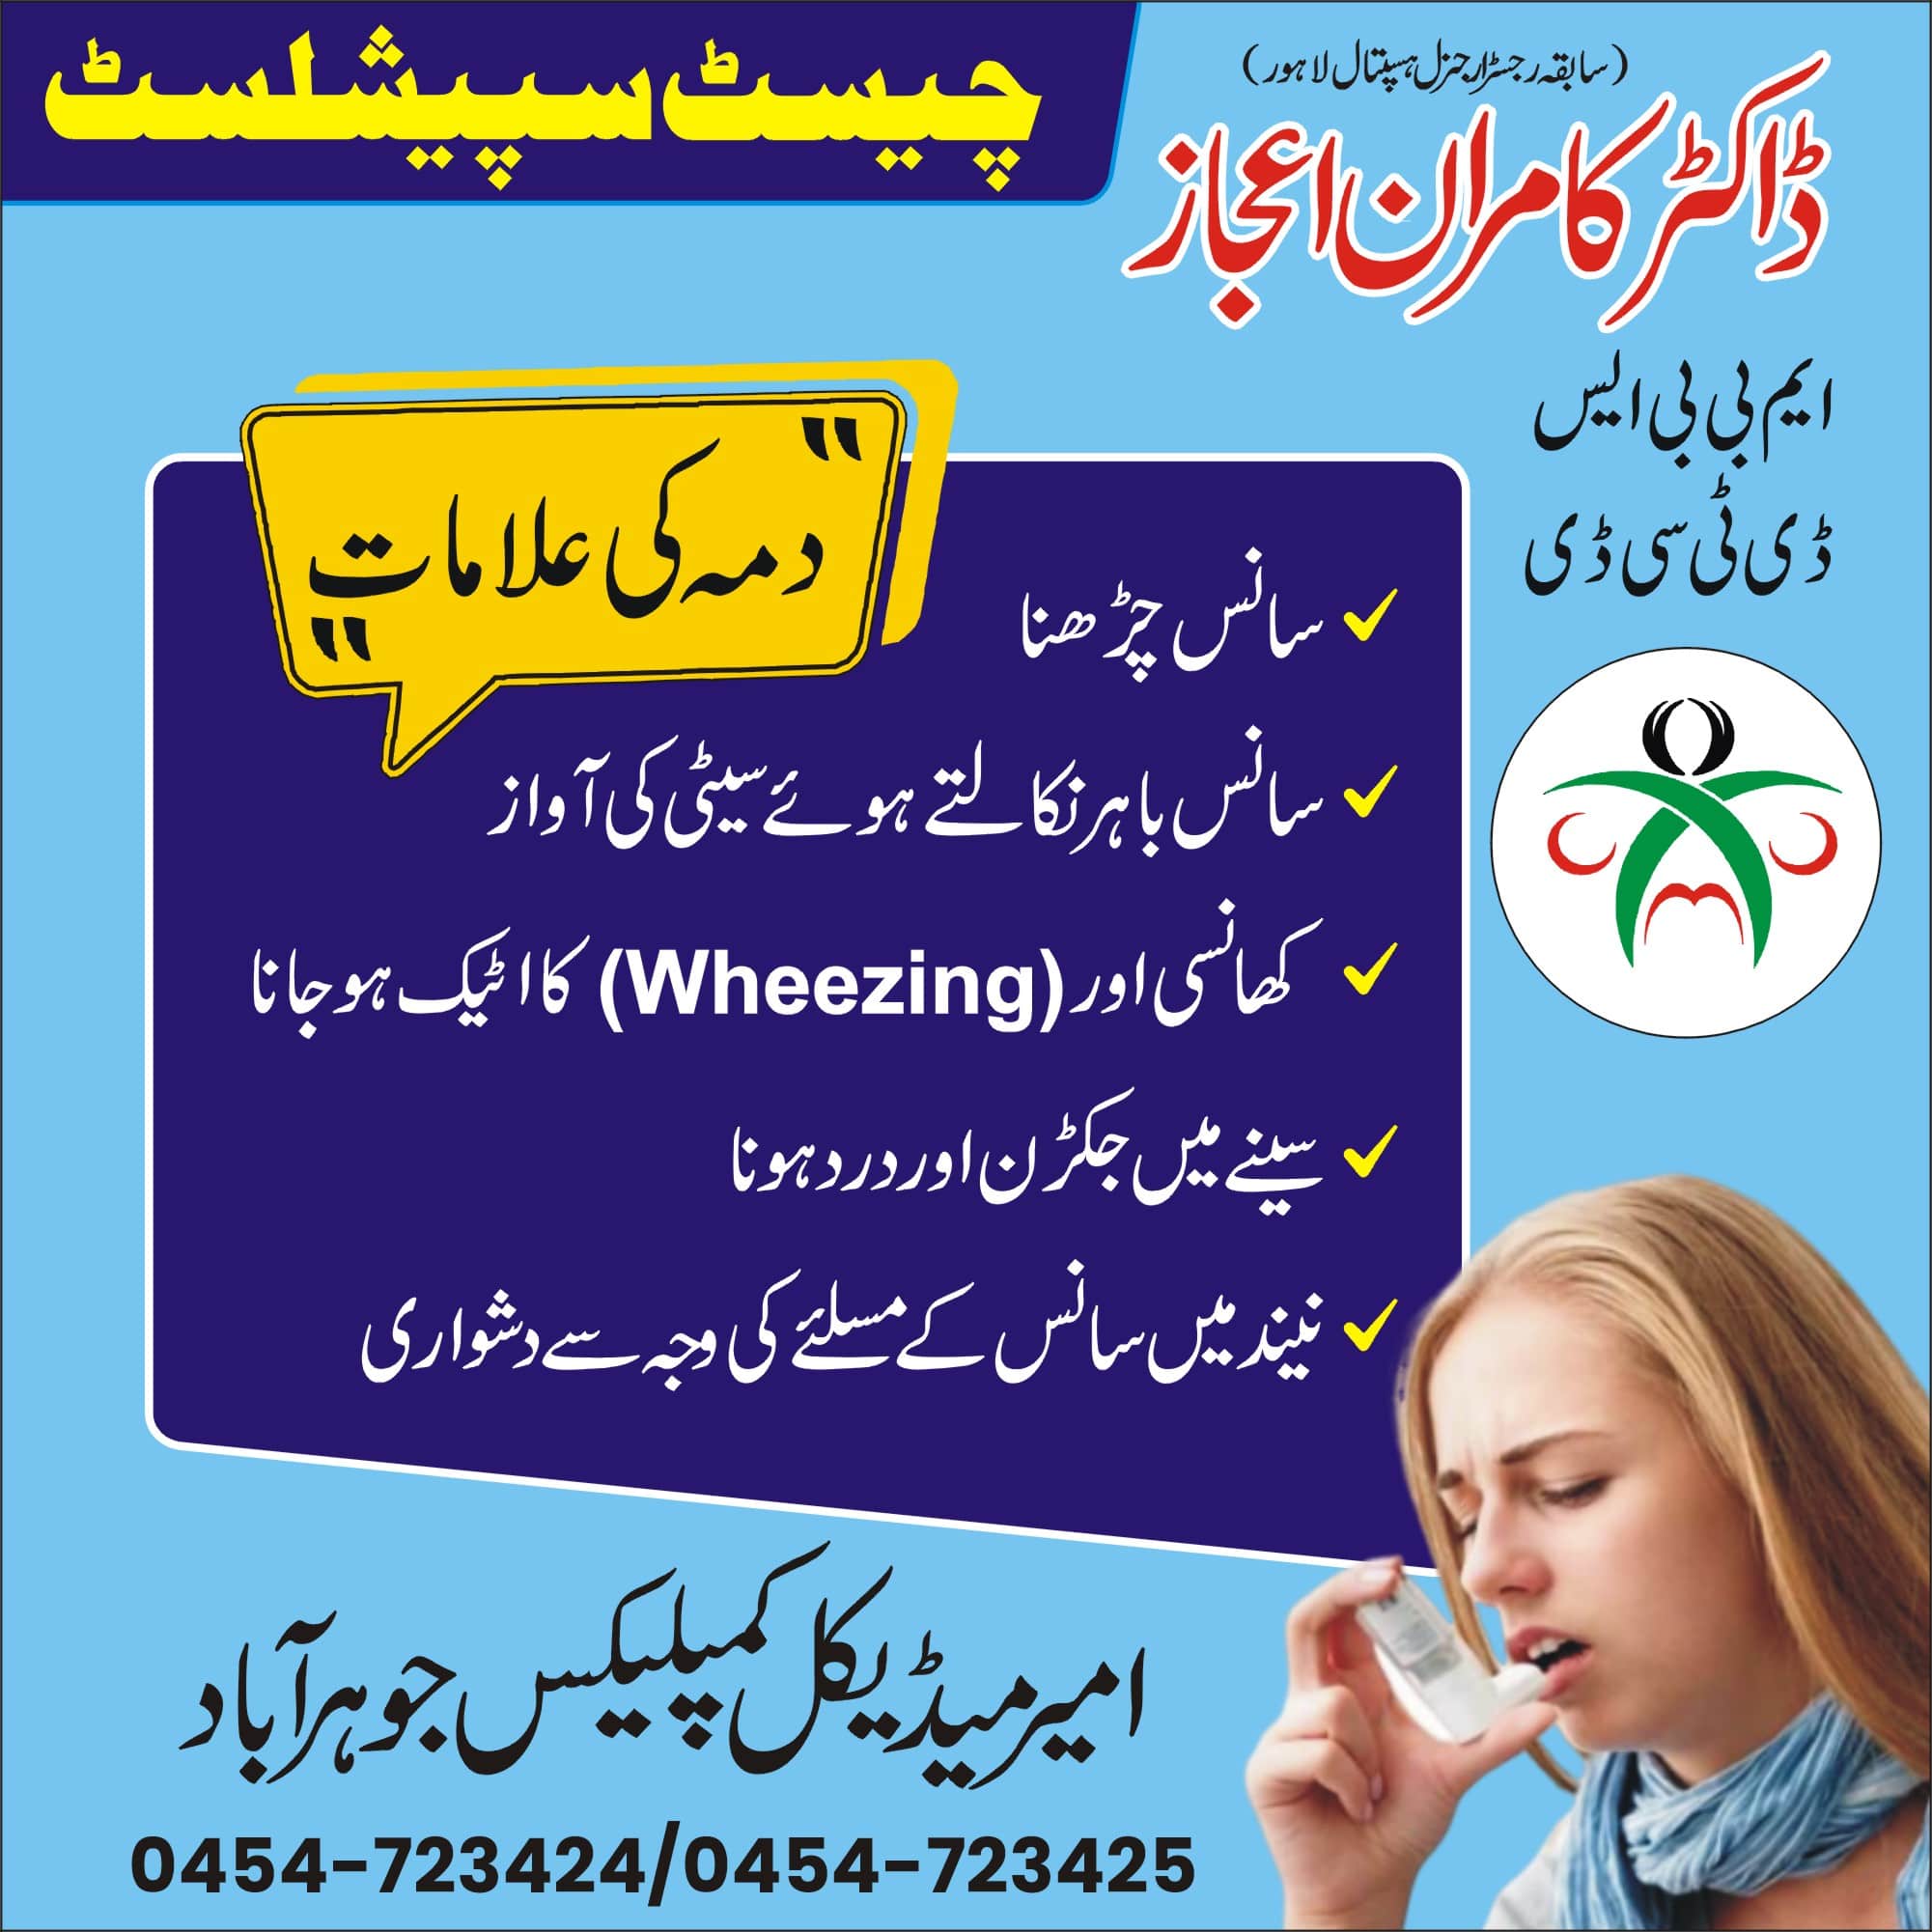 چیسٹ سپیشلسٹ
(سابقہ رجسٹرار جنرل ہسپتال لاہور)
ڈاکٹر کامران اعجاز
ایم بی بی ایس
ڈی ٹی سی ڈی
"دمہ کی علامات"
سانس چڑھنا
سانس باہر نکالتے ہوئے سیٹی کی آواز
کھانسی اور (Wheezing) کا اٹیک ہو جانا
سینے میں جکڑن اور درد ہونا
نیند میں سانس کے مسلئے کی وجہ سے دشواری
امیر میڈیکل کمپلیکس جوہرآباد
0454-723424/0454-723425